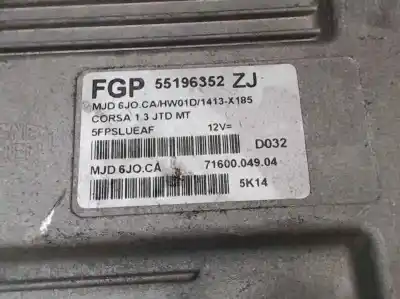 FGP 55196352 ZJ
MJD 6JO.CA/HW01D/1413-X185
CORSA 1.3 JTD MT
5FPSLUEAF 12V=
D032
MJD 6JO.CA 71600.049.04
5K14